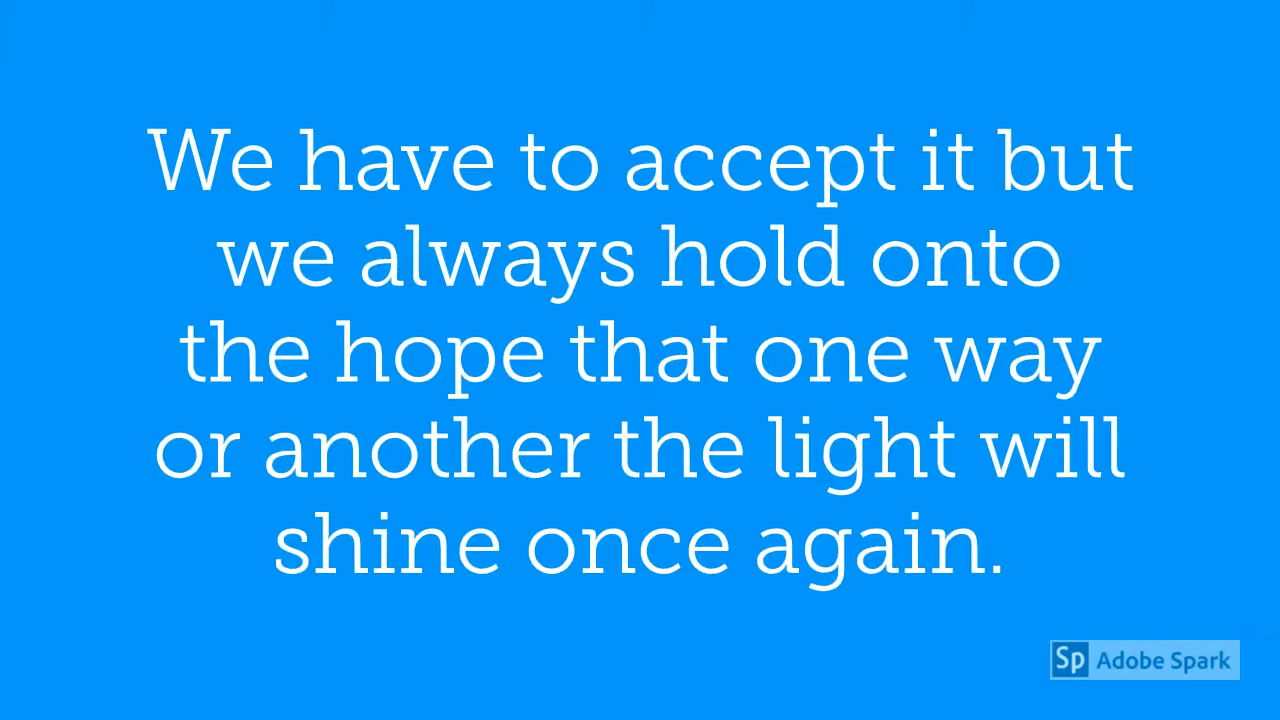 We have to accept it but
we always hold onto
the hope that one way
or another the light will
shine once again.
Sp Adobe Spark